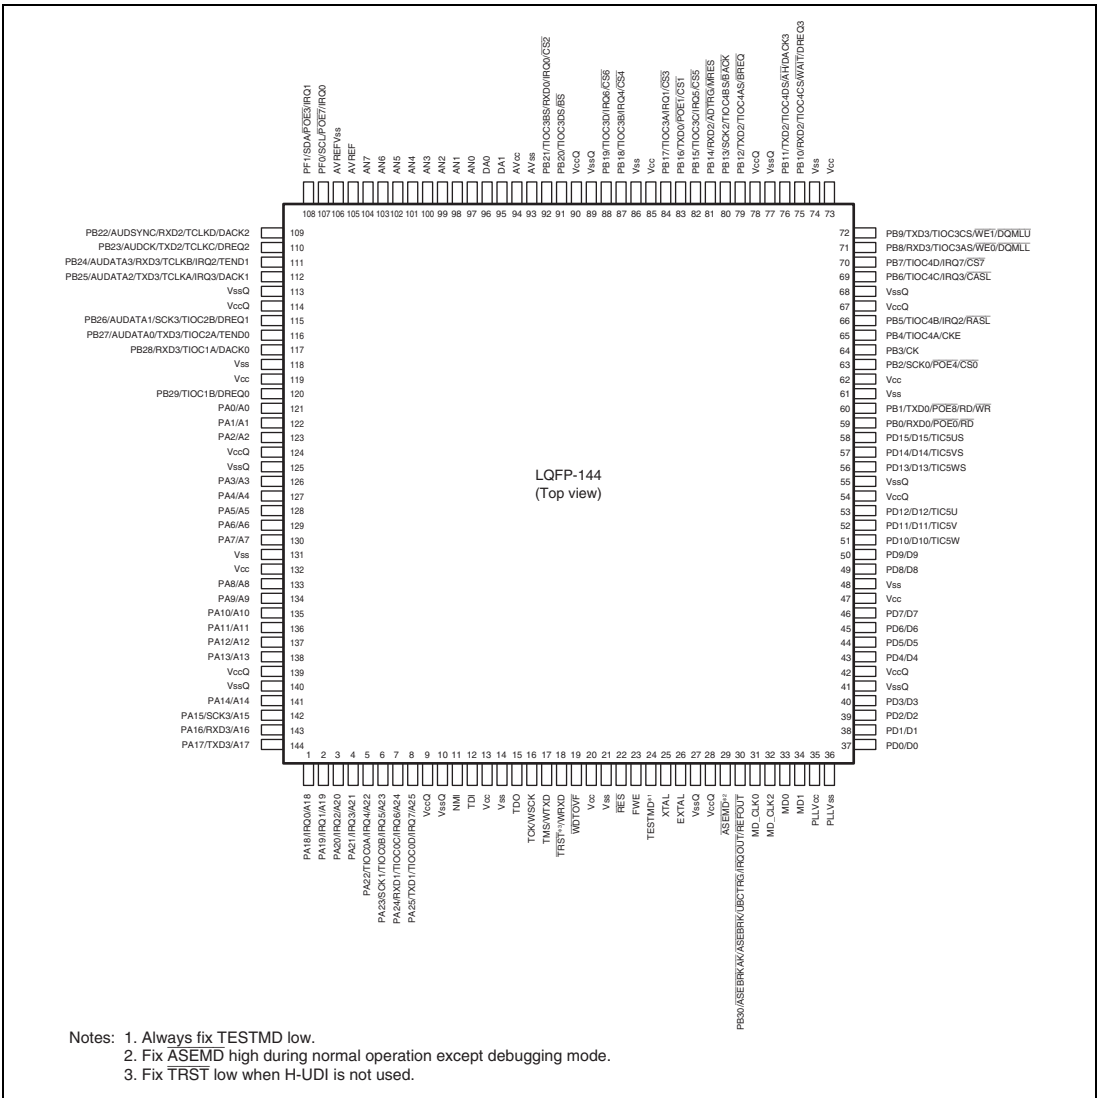 PF1/SDA/POE3/IRQ1
PF0/SCL/POE7/IRQ0
AVREFVss
AVREF
AN7
AN6
AN5
AN4
AN3
AN2
AN1
AN0
DA0
DA1
AVcc
AVss
PB21/TIOC3BS/RXD0/IRQ0/CS2
PB20/TIOC3DS/BS
VccQ
VssQ
PB19/TIOC3D/IRQ6/CS6
PB18/TIOC3B/IRQ4/CS4
Vss
Vcc
PB17/TIOC3A/IRQ1/CS3
PB16/TXD0/POE1/CS1
PB15/TIOC3C/IRQ5/CS5
PB14/RXD2/ADTRG/MRES
PB13/SCK2/TIOC4BS/BACK
PB12/TXD2/TIOC4AS/BREQ
VccQ
VssQ
PB11/TXD2/TIOC4DS/AH/DACK3
PB10/RXD2/TIOC4CS/WAIT/DREQ3
Vss
Vcc
108 107 106 105 104 103 102 101 100 99 98 97 96 95 94 93 92 91 90 89 88 87 86 85 84 83 82 81 80 79 78 77 76 75 74 73
PB22/AUDSYNC/RXD2/TCLKD/DACK2 109
PB23/AUDCK/TXD2/TCLKC/DREQ2 110
PB24/AUDATA3/RXD3/TCLKB/IRQ2/TEND1 111
PB25/AUDATA2/TXD3/TCLKA/IRQ3/DACK1 112
VssQ 113
VccQ 114
PB26/AUDATA1/SCK3/TIOC2B/DREQ1 115
PB27/AUDATA0/TXD3/TIOC2A/TEND0 116
PB28/RXD3/TIOC1A/DACK0 117
Vss 118
Vcc 119
PB29/TIOC1B/DREQ0 120
PA0/A0 121
PA1/A1 122
PA2/A2 123
VccQ 124
VssQ 125
PA3/A3 126
PA4/A4 127
PA5/A5 128
PA6/A6 129
PA7/A7 130
Vss 131
Vcc 132
PA8/A8 133
PA9/A9 134
PA10/A10 135
PA11/A11 136
PA12/A12 137
PA13/A13 138
VccQ 139
VssQ 140
PA14/A14 141
PA15/SCK3/A15 142
PA16/RXD3/A16 143
PA17/TXD3/A17 144
LQFP-144
(Top view)
72 PB9/TXD3/TIOC3CS/WE1/DQMLU
71 PB8/RXD3/TIOC3AS/WE0/DQMLL
70 PB7/TIOC4D/IRQ7/CS7
69 PB6/TIOC4C/IRQ3/CASL
68 VssQ
67 VccQ
66 PB5/TIOC4B/IRQ2/RASL
65 PB4/TIOC4A/CKE
64 PB3/CK
63 PB2/SCK0/POE4/CS0
62 Vcc
61 Vss
60 PB1/TXD0/POE8/RD/WR
59 PB0/RXD0/POE0/RD
58 PD15/D15/TIC5US
57 PD14/D14/TIC5VS
56 PD13/D13/TIC5WS
55 VssQ
54 VccQ
53 PD12/D12/TIC5U
52 PD11/D11/TIC5V
51 PD10/D10/TIC5W
50 PD9/D9
49 PD8/D8
48 Vss
47 Vcc
46 PD7/D7
45 PD6/D6
44 PD5/D5
43 PD4/D4
42 VccQ
41 VssQ
40 PD3/D3
39 PD2/D2
38 PD1/D1
37 PD0/D0
1 2 3 4 5 6 7 8 9 10 11 12 13 14 15 16 17 18 19 20 21 22 23 24 25 26 27 28 29 30 31 32 33 34 35 36
PA18/IRQ0/A18
PA19/IRQ1/A19
PA20/IRQ2/A20
PA21/IRQ3/A21
PA22/TIOC0A/IRQ4/A22
PA23/SCK1/TIOC0B/IRQ5/A23
PA24/RXD1/TIOC0C/IRQ6/A24
PA25/TXD1/TIOC0D/IRQ7/A25
VccQ
VssQ
NMI
TDI
Vcc
Vss
TDO
TCK/WSCK
TMS/WTXD
TRST*3/WRXD
WDTOVF
Vcc
Vss
RES
FWE
TESTMD*1
XTAL
EXTAL
VssQ
VccQ
ASEMD*2
PB30/ASEBRKAK/ASEBRK/UBCTRG/IRQOUT/REFOUT
MD_CLK0
MD_CLK2
MD0
MD1
PLLVcc
PLLVss
Notes: 1. Always fix TESTMD low.
2. Fix ASEMD high during normal operation except debugging mode.
3. Fix TRST low when H-UDI is not used.